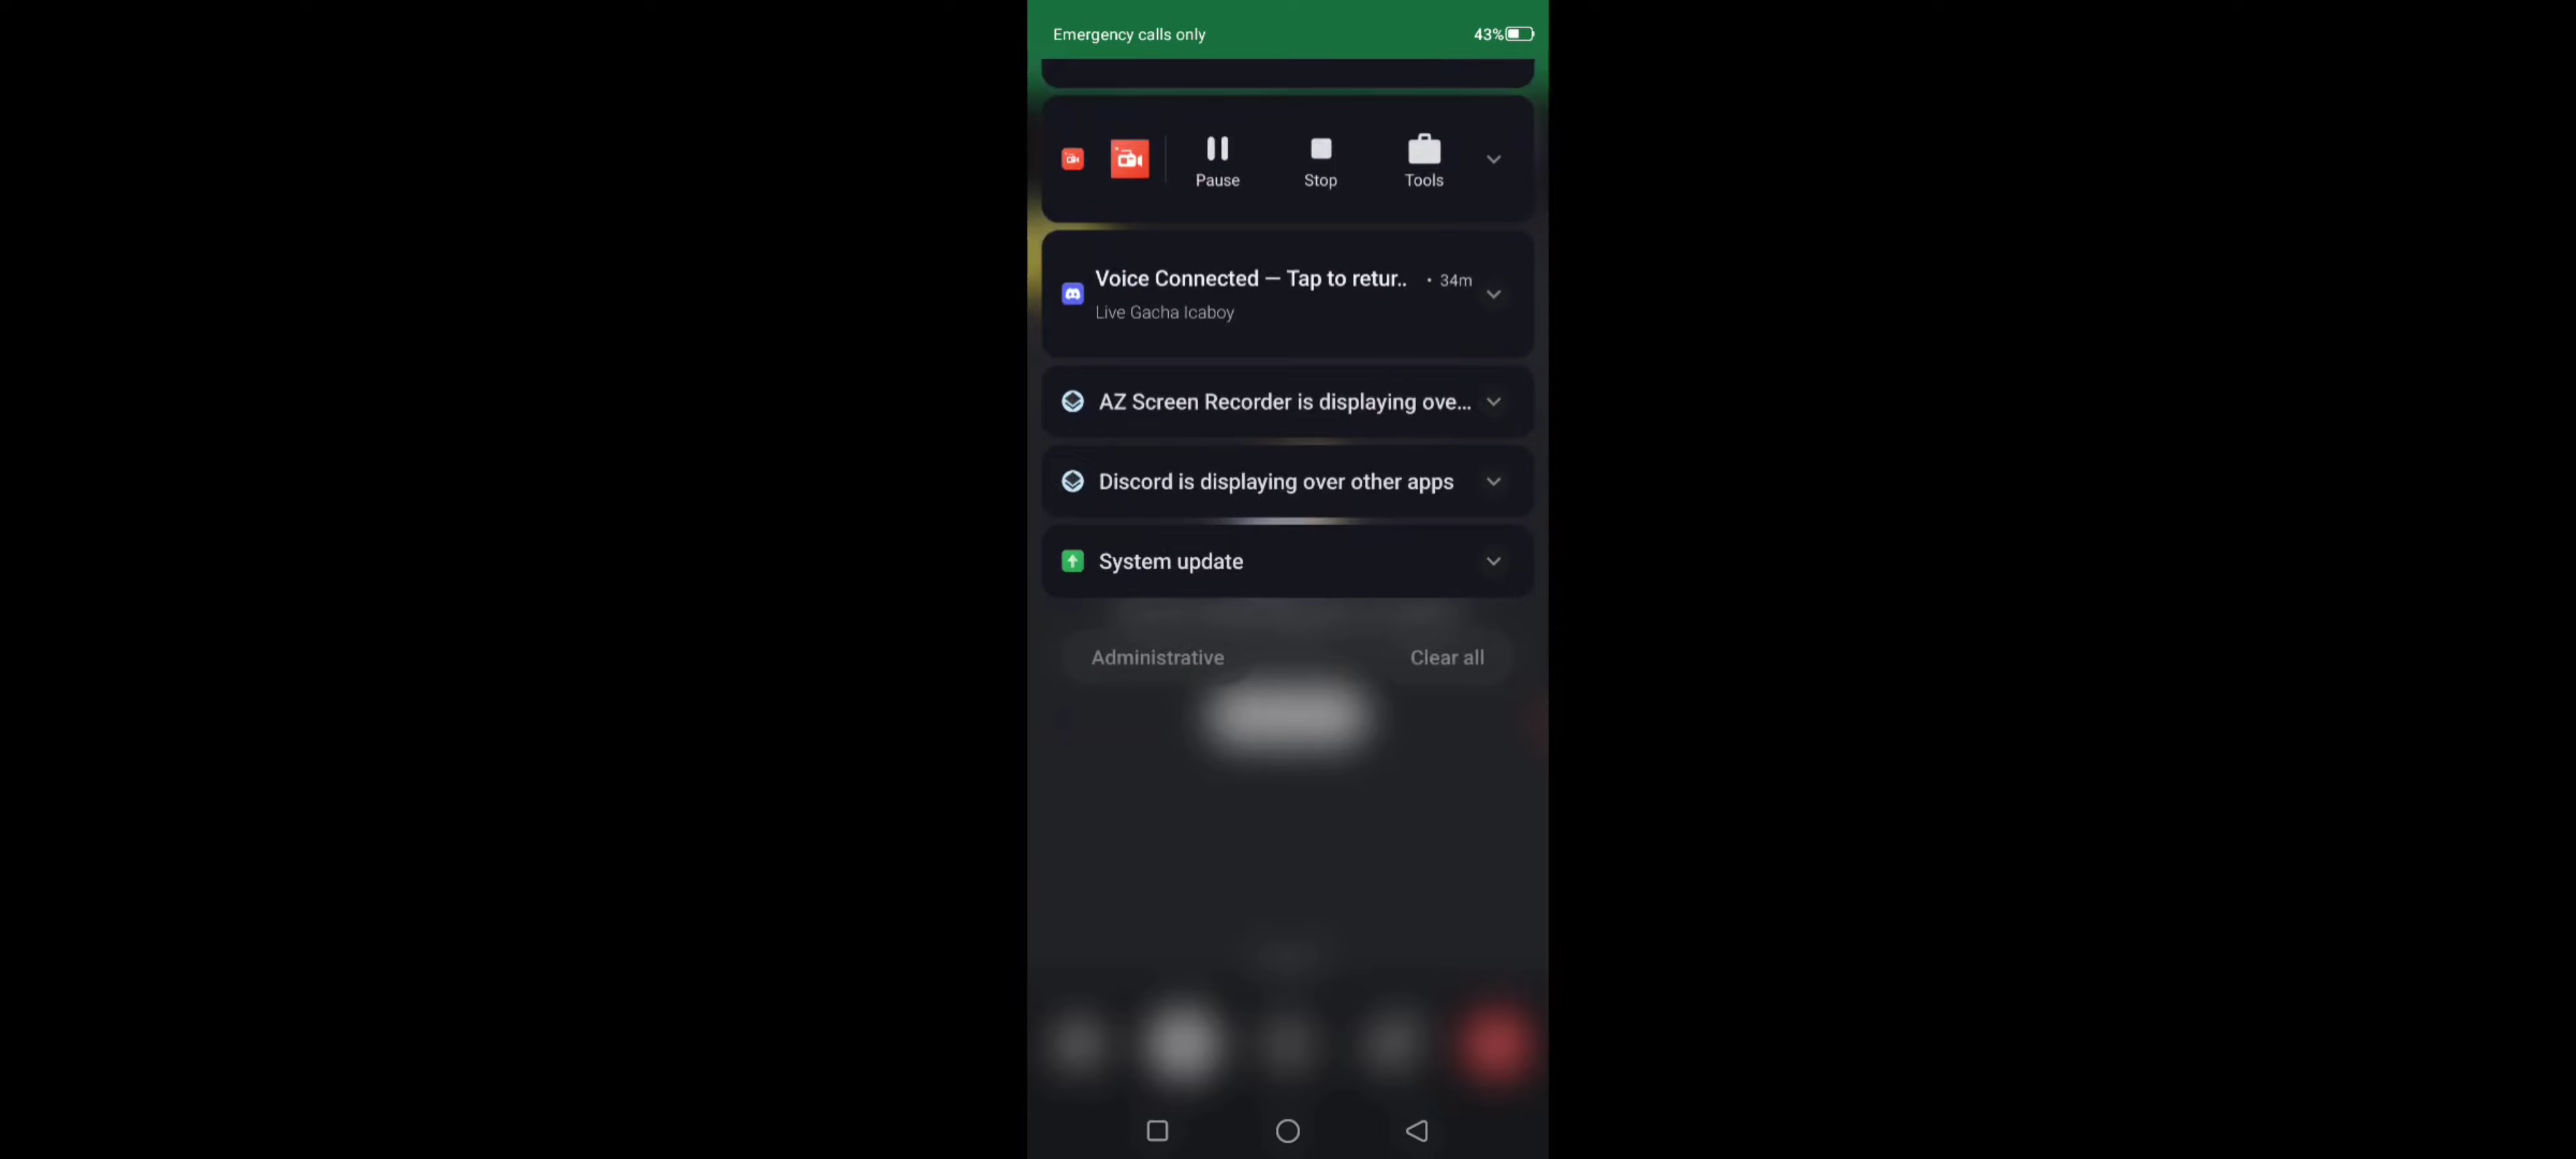 Emergency calls only
43%
Pause
Stop
Tools
Voice Connected — Tap to retur.. • 34m
Live Gacha Icaboy
AZ Screen Recorder is displaying ove...
Discord is displaying over other apps
System update
Administrative
Clear all